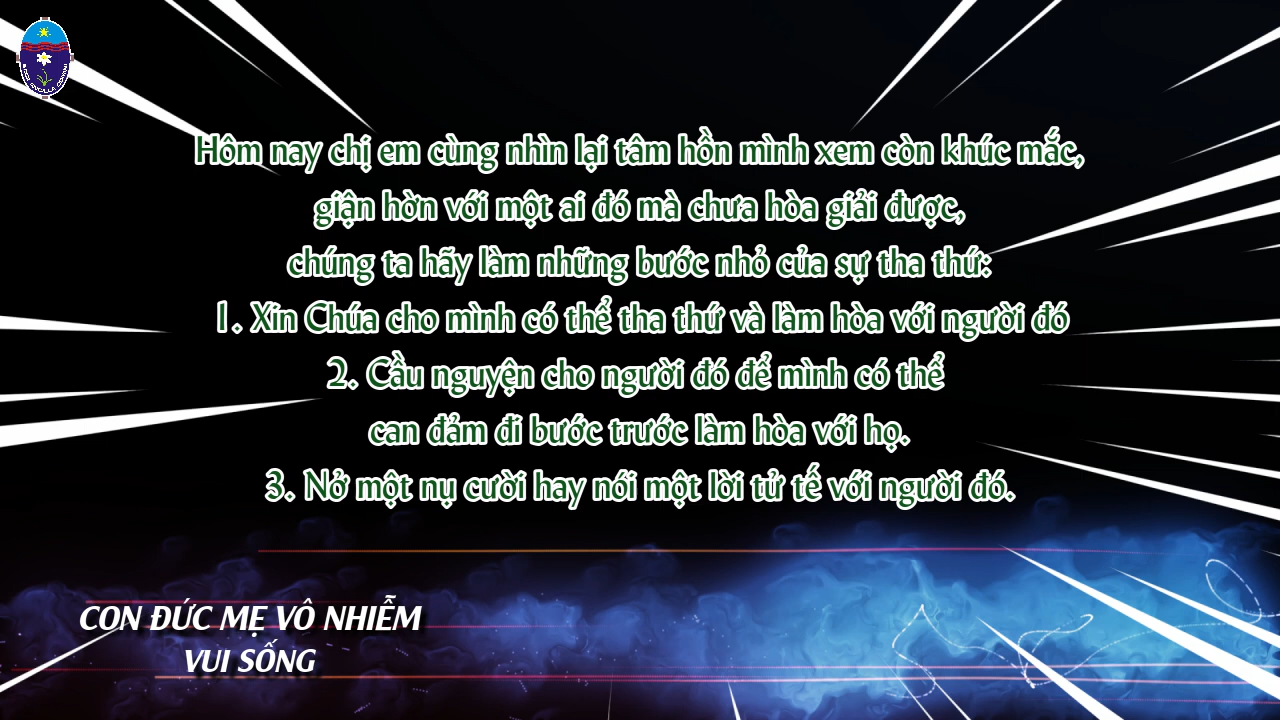 Hôm nay chị em cùng nhìn lại tâm hồn mình xem còn khúc mắc,
giận hờn với một ai đó mà chưa hòa giải được,
chúng ta hãy làm những bước nhỏ của sự tha thứ:
1. Xin Chúa cho mình có thể tha thứ và làm hòa với người đó
2. Cầu nguyện cho người đó để mình có thể
can đảm đi bước trước làm hòa với họ.
3. Nở một nụ cười hay nói một lời tử tế với người đó.
CON ĐỨC MẸ VÔ NHIỄM
VUI SỐNG